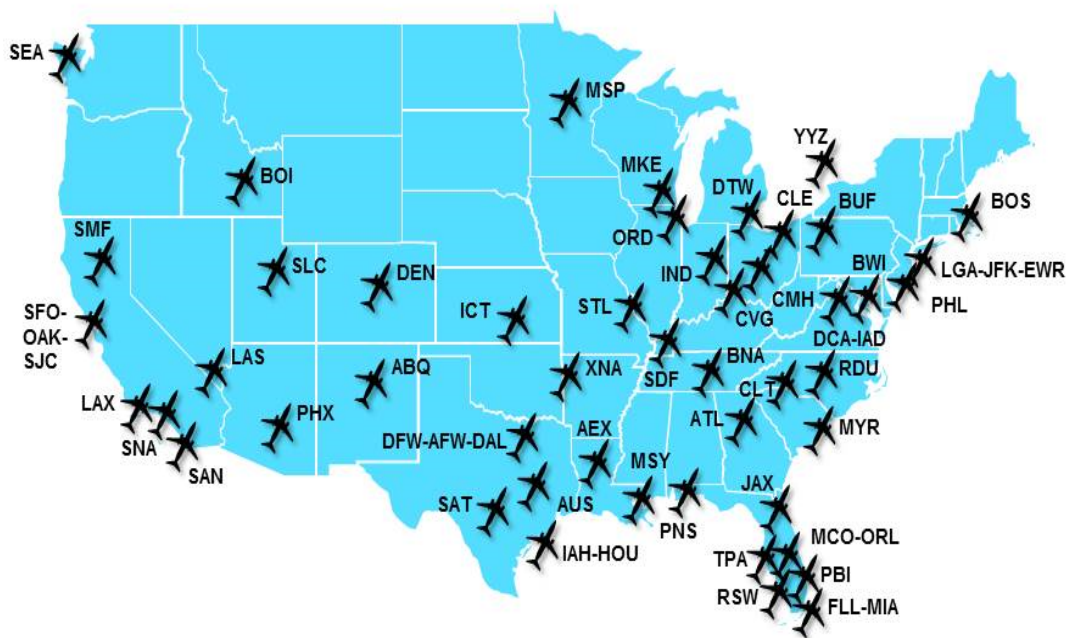 SEA
MSP
YYZ
BOI
MKE
DTW
CLE
BUF
BOS
SMF
ORD
SLC
DEN
IND
BWI
LGA-JFK-EWR
SFO-
OAK-
SJC
ICT
STL
CMH
PHL
CVG
DCA-IAD
LAS
ABQ
XNA
SDF
BNA
RDU
CLT
LAX
PHX
ATL
MYR
SNA
DFW-AFW-DAL
AEX
SAN
MSY
JAX
SAT
AUS
PNS
IAH-HOU
MCO-ORL
TPA
PBI
RSW
FLL-MIA